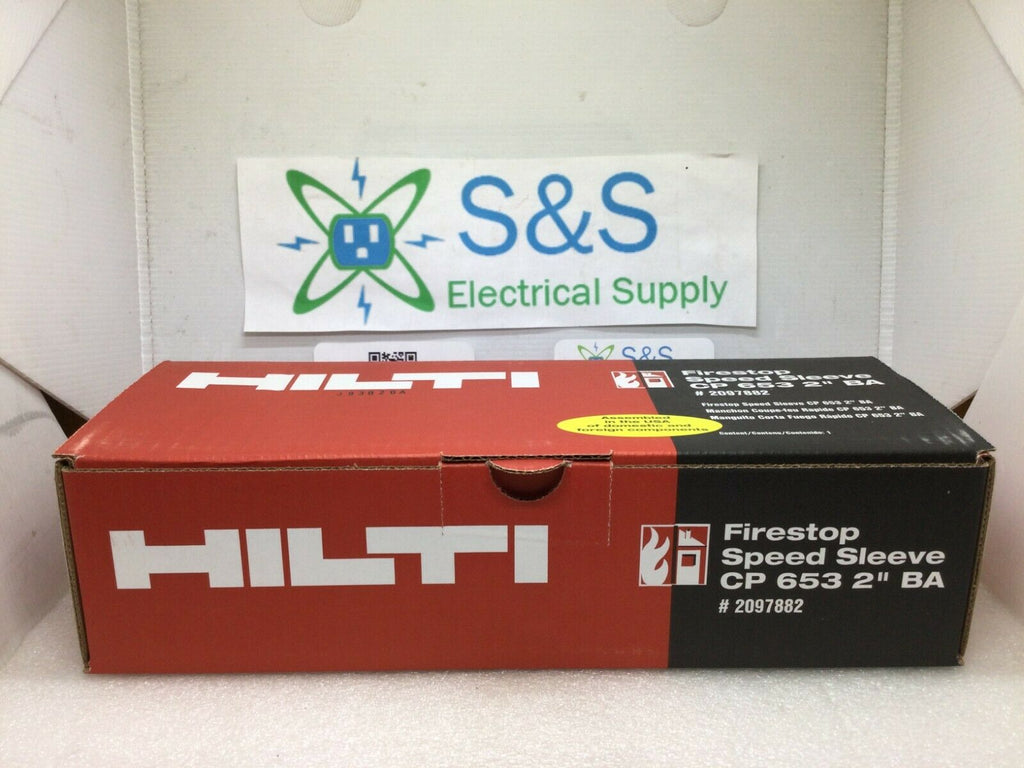 S&S
Electrical Supply
S&S
HILTI
J93020A
Firestop
Speed Sleeve
CP 653 2" BA
# 2097882
Firestop Speed Sleeve CP 653 2" BA
Manchon Coupe-feu Rapide CP 653 2" BA
Manguito Corta Fuego Rápido CP 653 2" BA
Content/Contenu/Contenido: 1
Assembled
in the USA
of domestic and
foreign components
HILTI
Firestop
Speed Sleeve
CP 653 2" BA
# 2097882